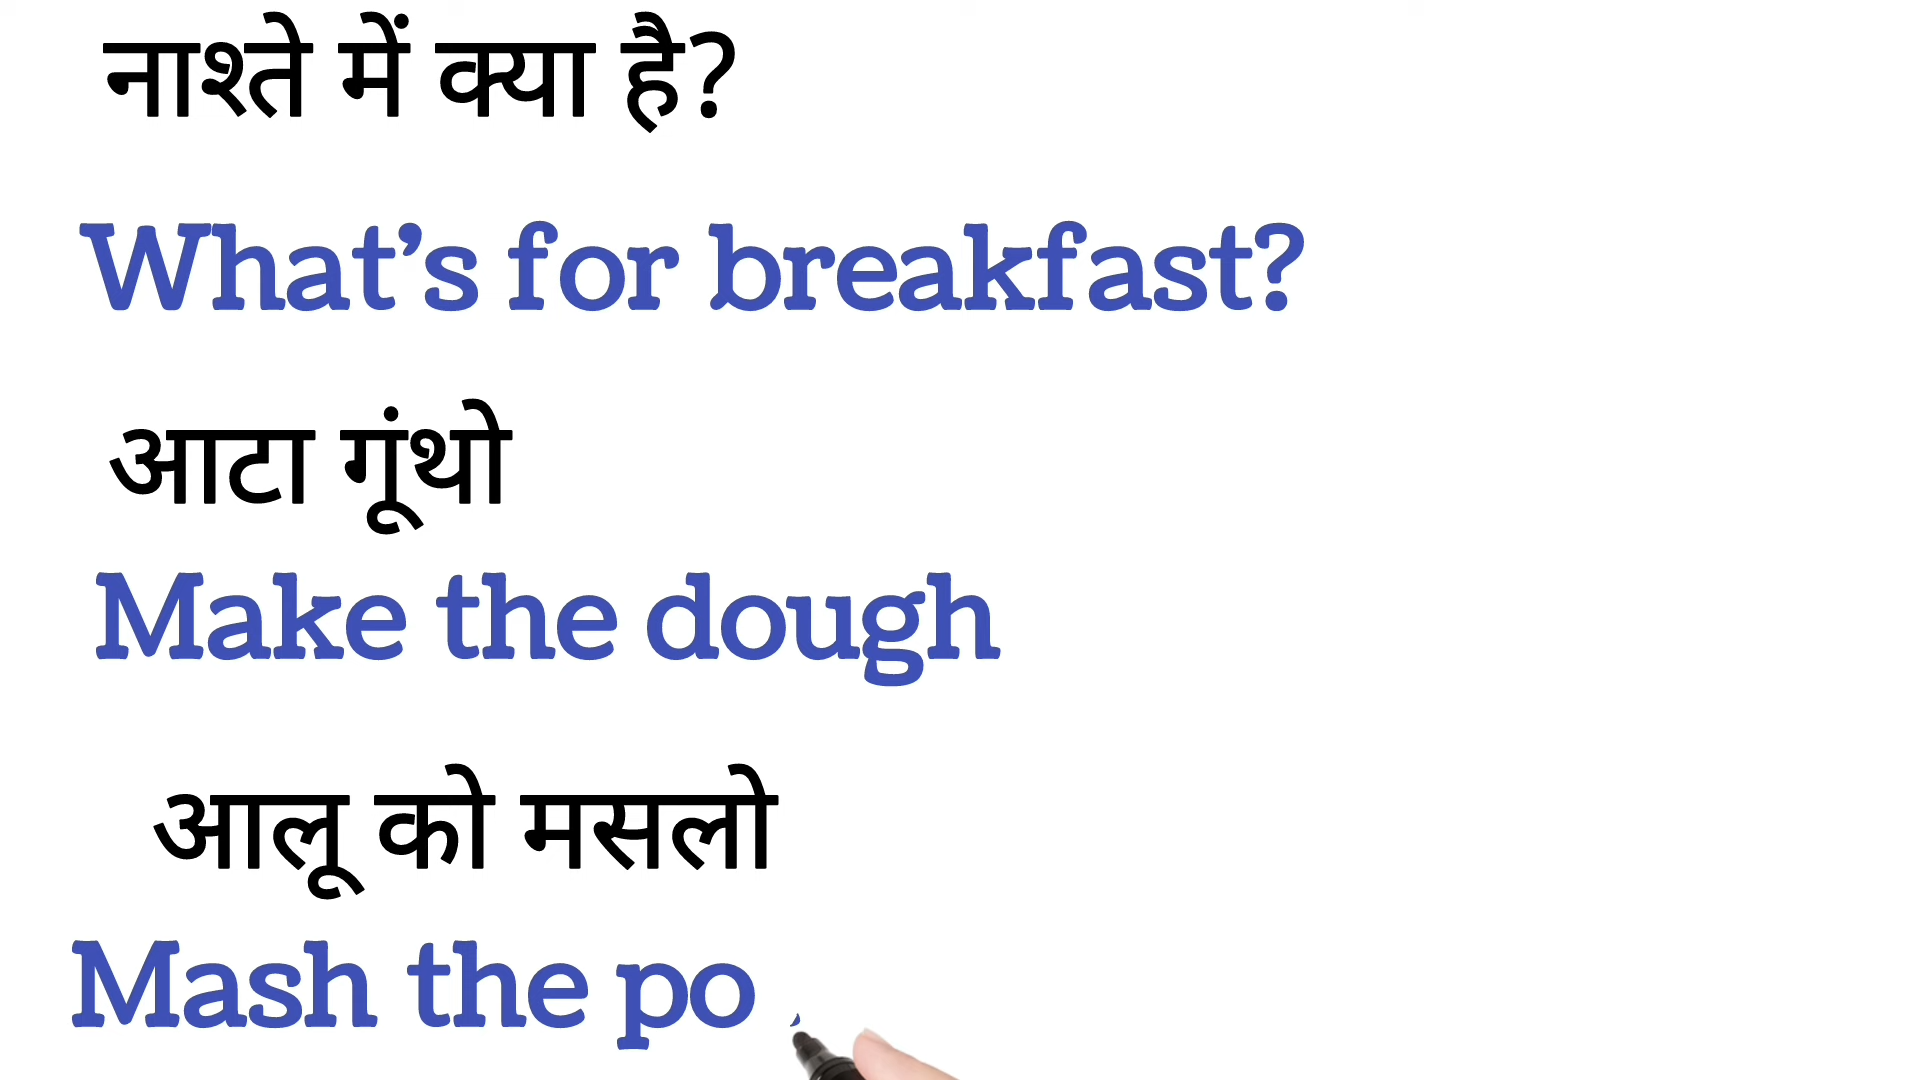 नाश्ते में क्या है?
What's for breakfast?
आटा गूंथो
Make the dough
आलू को मसलो
Mash the po